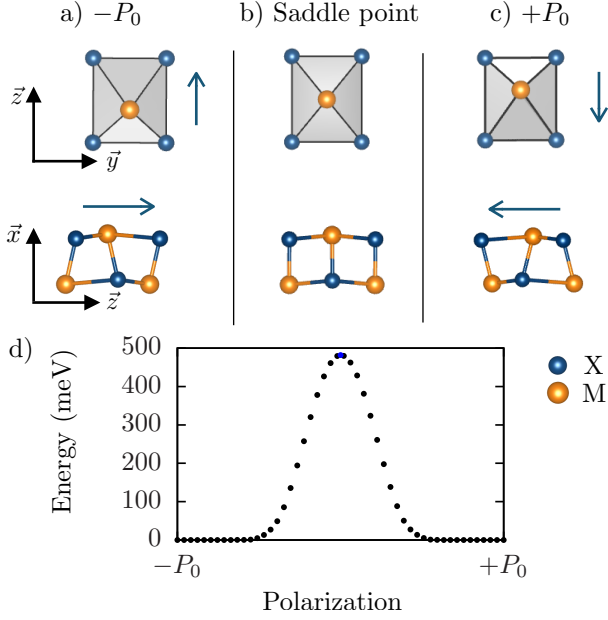 a) −P₀
b) Saddle point
c) +P₀
z⃗
y⃗
x⃗
z⃗
d)
Energy (meV)
500
400
300
200
100
0
−P₀
+P₀
Polarization
X
M